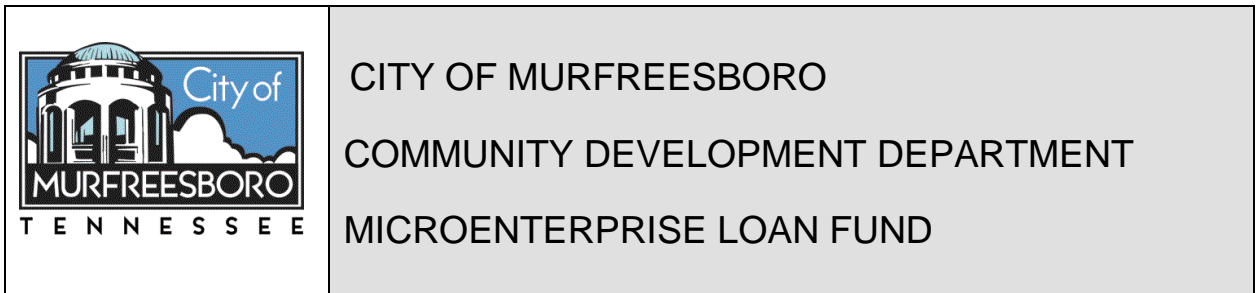 City of
MURFREESBORO
TENNESSEE
CITY OF MURFREESBORO
COMMUNITY DEVELOPMENT DEPARTMENT
MICROENTERPRISE LOAN FUND